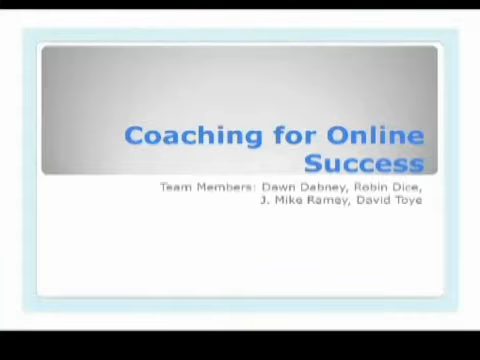 Coaching for Online
Success
Team Members: Dawn Dabney, Robin Dice,
J. Mike Ramey, David Toye